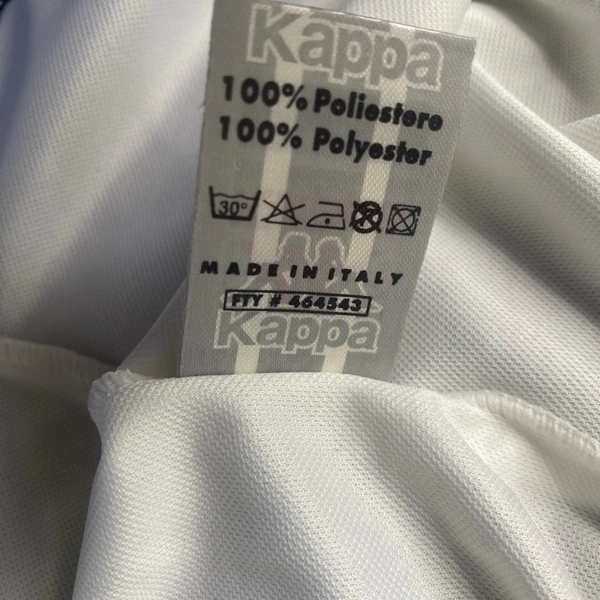 Kappa
100% Poliestere
100% Polyester
30°
MADE IN ITALY
FTY # 464543
Kappa